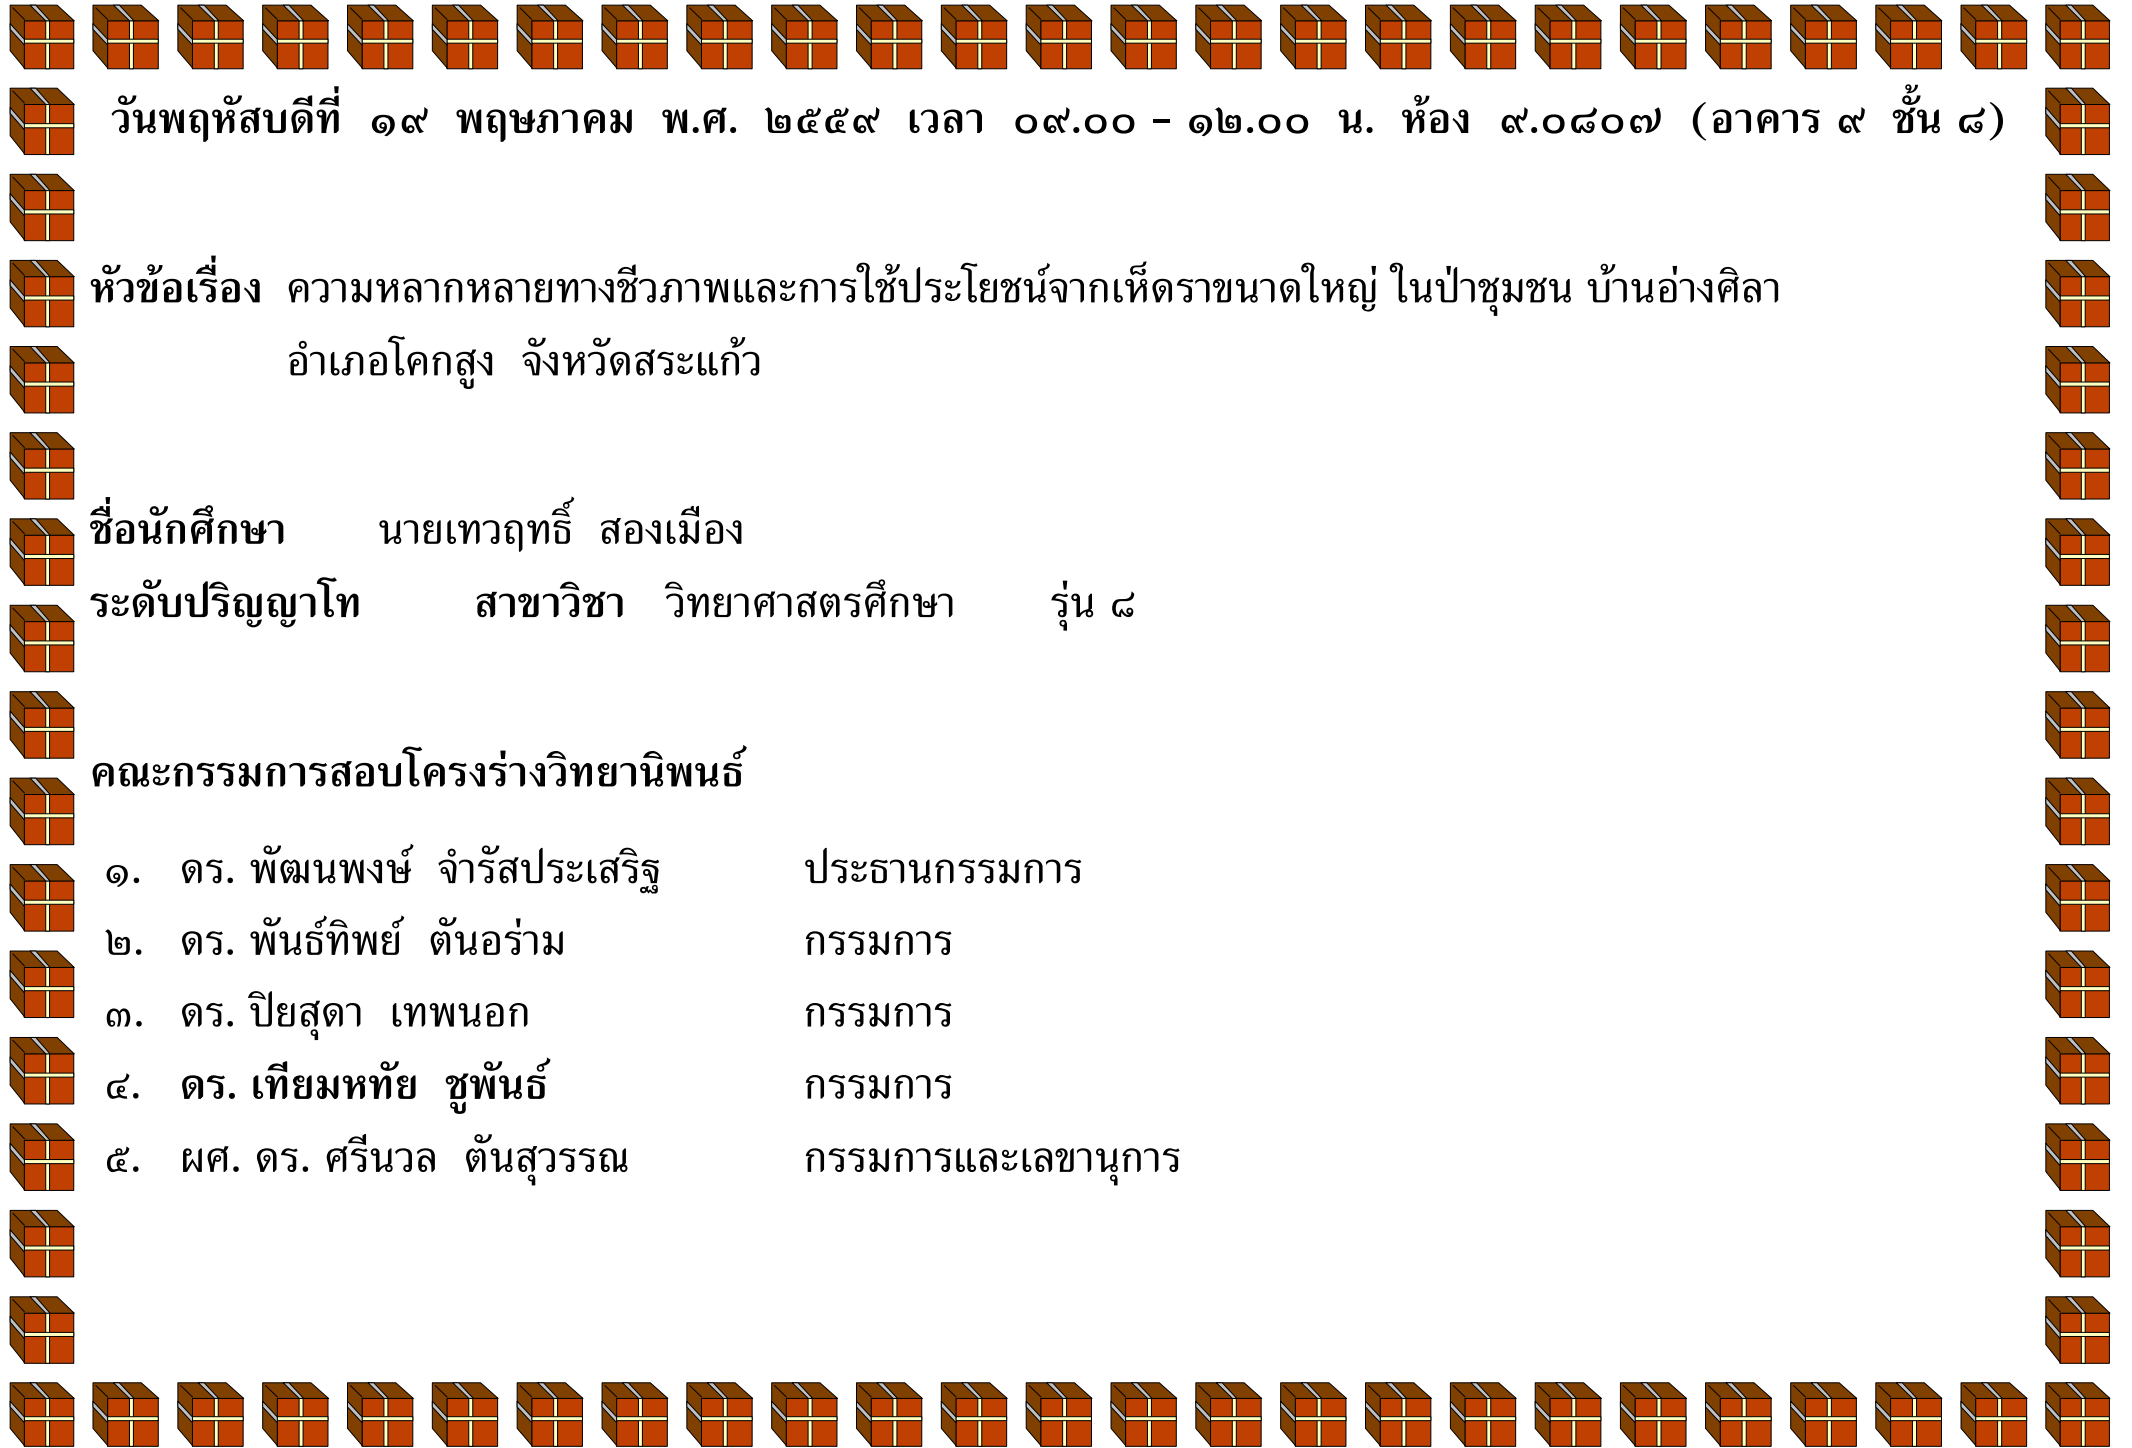 วันพฤหัสบดีที่ ๑๙ พฤษภาคม พ.ศ. ๒๕๕๙ เวลา ๐๙.๐๐ - ๑๒.๐๐ น. ห้อง ๙.๐๘๐๗ (อาคาร ๙ ชั้น ๘)
หัวข้อเรื่อง ความหลากหลายทางชีวภาพและการใช้ประโยชน์จากเห็ดราขนาดใหญ่ ในป่าชุมชน บ้านอ่างศิลา
อำเภอโคกสูง จังหวัดสระแก้ว
ชื่อนักศึกษา นายเทวฤทธิ์ สองเมือง
ระดับปริญญาโท สาขาวิชา วิทยาศาสตรศึกษา รุ่น ๘
คณะกรรมการสอบโครงร่างวิทยานิพนธ์
๑. ดร. พัฒนพงษ์ จำรัสประเสริฐ ประธานกรรมการ
๒. ดร. พันธ์ทิพย์ ตันอร่าม กรรมการ
๓. ดร. ปิยสุดา เทพนอก กรรมการ
๔. ดร. เทียมหทัย ชูพันธ์ กรรมการ
๕. ผศ. ดร. ศรีนวล ตันสุวรรณ กรรมการและเลขานุการ